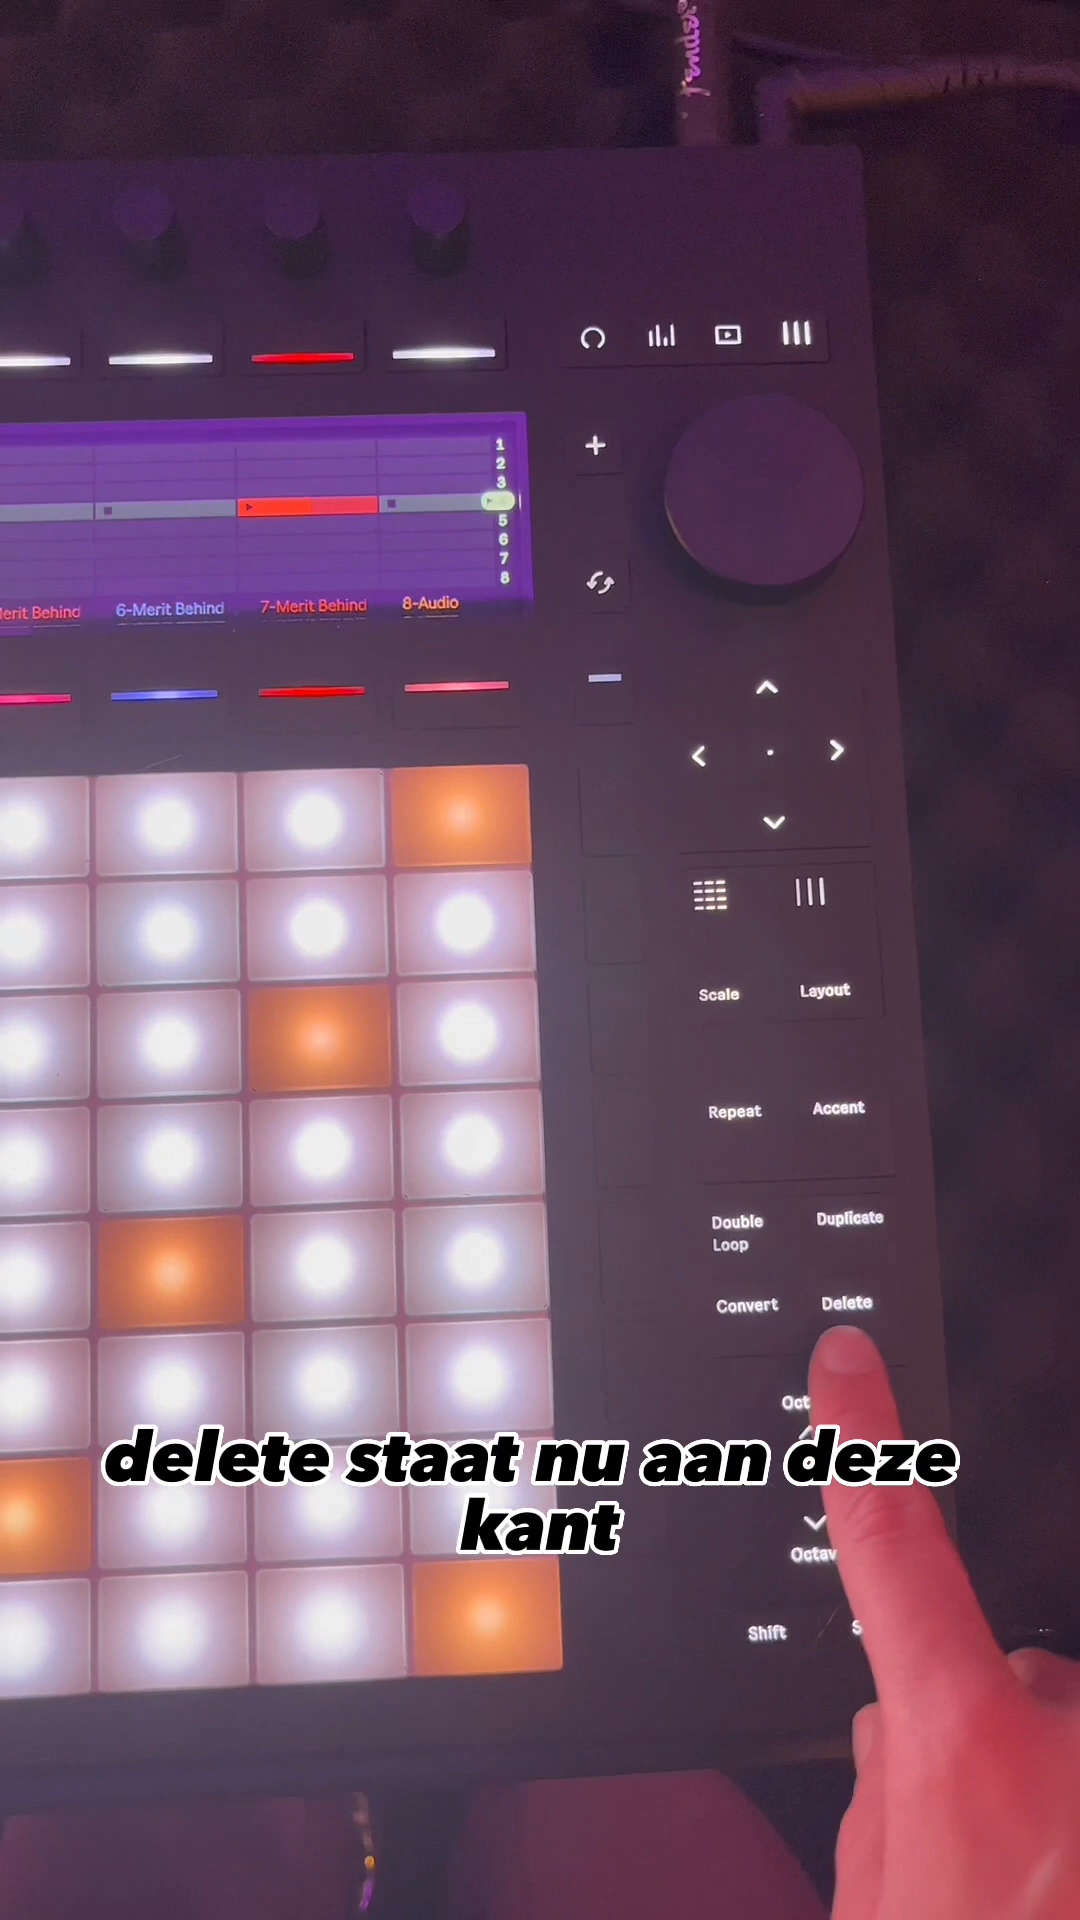 fender
1
2
3
5
6
7
8
erit Behind
6-Merit Behind
7-Merit Behind
8-Audio
Scale
Layout
Repeat
Accent
Double
Loop
Duplicate
Convert
Delete
Oct
delete staat nu aan deze
kant
Octav
Shift
S